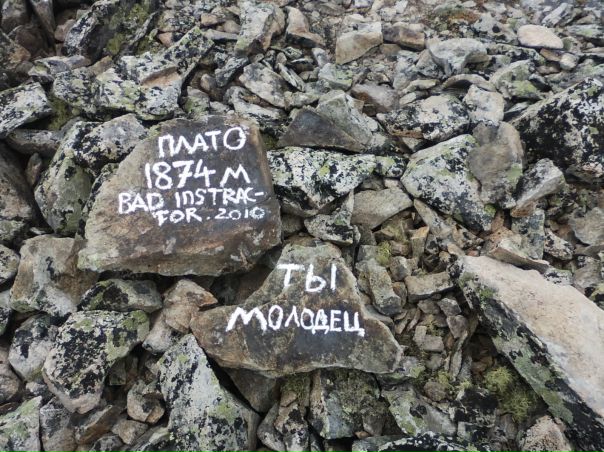 ПЛАТО
1874 М
BAD INSTRAC-
TOR. 2010
ТЫ
МОЛОДЕЦ